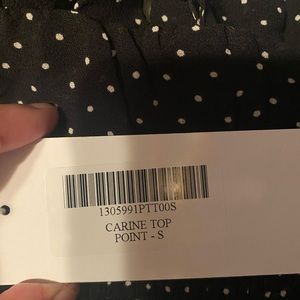 1305991PTT00S
CARINE TOP
POINT - S